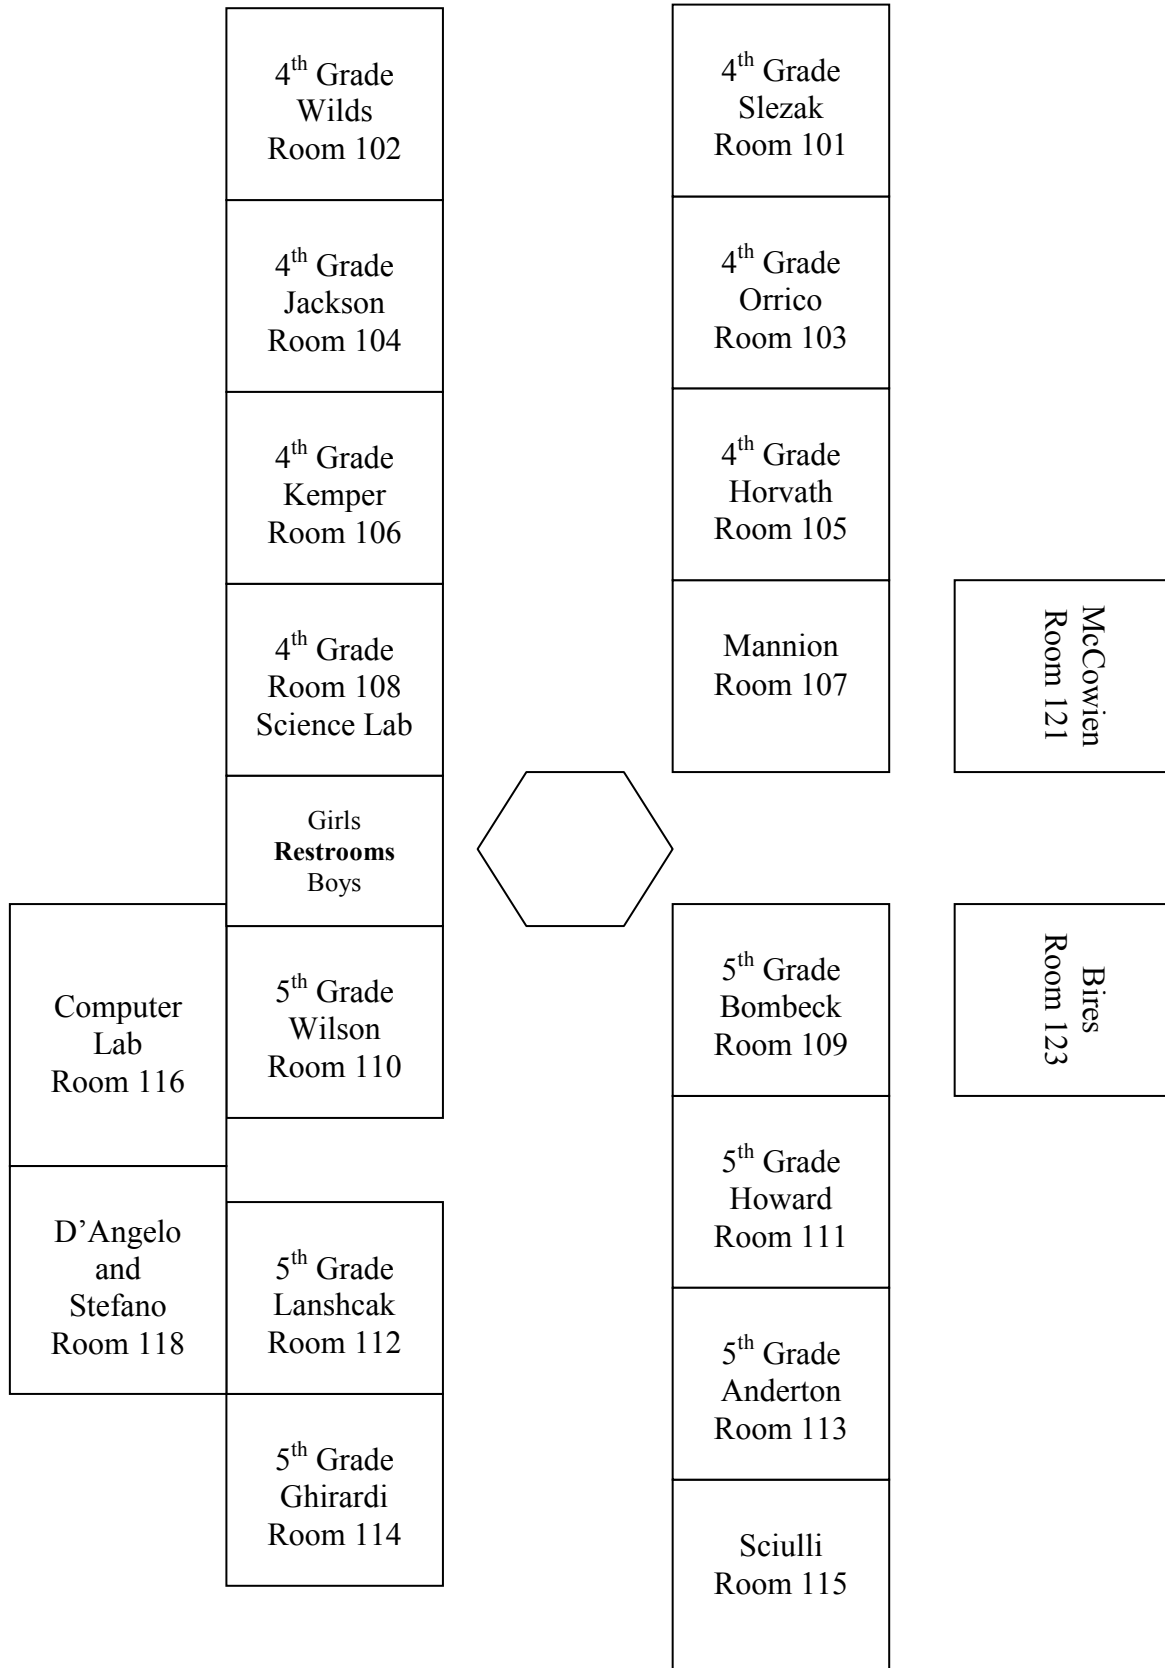 4th Grade
Wilds
Room 102
4th Grade
Slezak
Room 101
4th Grade
Jackson
Room 104
4th Grade
Orrico
Room 103
4th Grade
Kemper
Room 106
4th Grade
Horvath
Room 105
4th Grade
Room 108
Science Lab
Mannion
Room 107
McCowien
Room 121
Girls
Restrooms
Boys
Computer
Lab
Room 116
5th Grade
Wilson
Room 110
5th Grade
Bombeck
Room 109
Bires
Room 123
D’Angelo
and
Stefano
Room 118
5th Grade
Lanshcak
Room 112
5th Grade
Howard
Room 111
5th Grade
Ghirardi
Room 114
5th Grade
Anderton
Room 113
Sciulli
Room 115